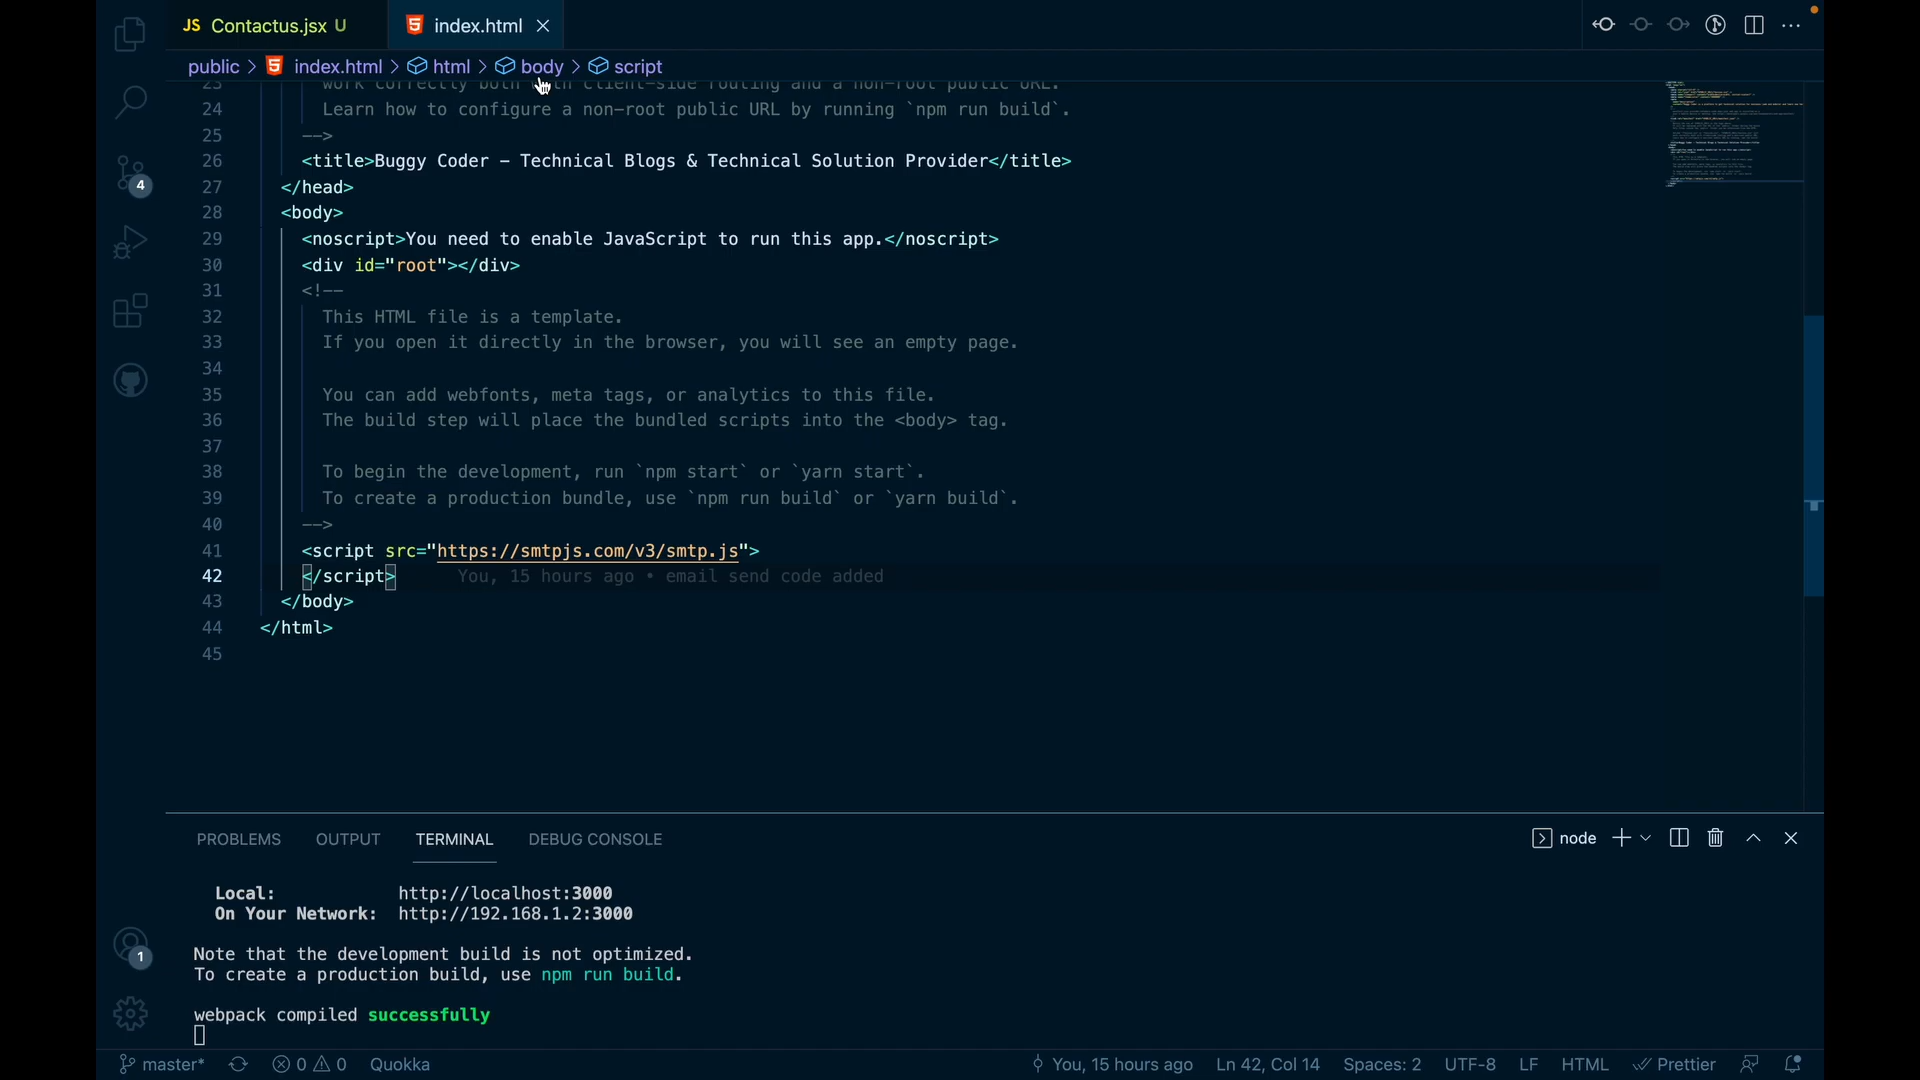 JS Contactus.jsx U
index.html
public > index.html > html > body > script
23 work correctly both with client-side routing and a non-root public URL.
24 Learn how to configure a non-root public URL by running `npm run build`.
25 -->
26 <title>Buggy Coder – Technical Blogs & Technical Solution Provider</title>
27 </head>
28 <body>
29 <noscript>You need to enable JavaScript to run this app.</noscript>
30 <div id="root"></div>
31 <!--
32 This HTML file is a template.
33 If you open it directly in the browser, you will see an empty page.
34
35 You can add webfonts, meta tags, or analytics to this file.
36 The build step will place the bundled scripts into the <body> tag.
37
38 To begin the development, run `npm start` or `yarn start`.
39 To create a production bundle, use `npm run build` or `yarn build`.
40 -->
41 <script src="https://smtpjs.com/v3/smtp.js">
42 </script> You, 15 hours ago • email send code added
43 </body>
44 </html>
45
4
1
PROBLEMS OUTPUT TERMINAL DEBUG CONSOLE node
Local: http://localhost:3000
On Your Network: http://192.168.1.2:3000
Note that the development build is not optimized.
To create a production build, use npm run build.
webpack compiled successfully
master* 0 0 Quokka You, 15 hours ago Ln 42, Col 14 Spaces: 2 UTF-8 LF HTML Prettier